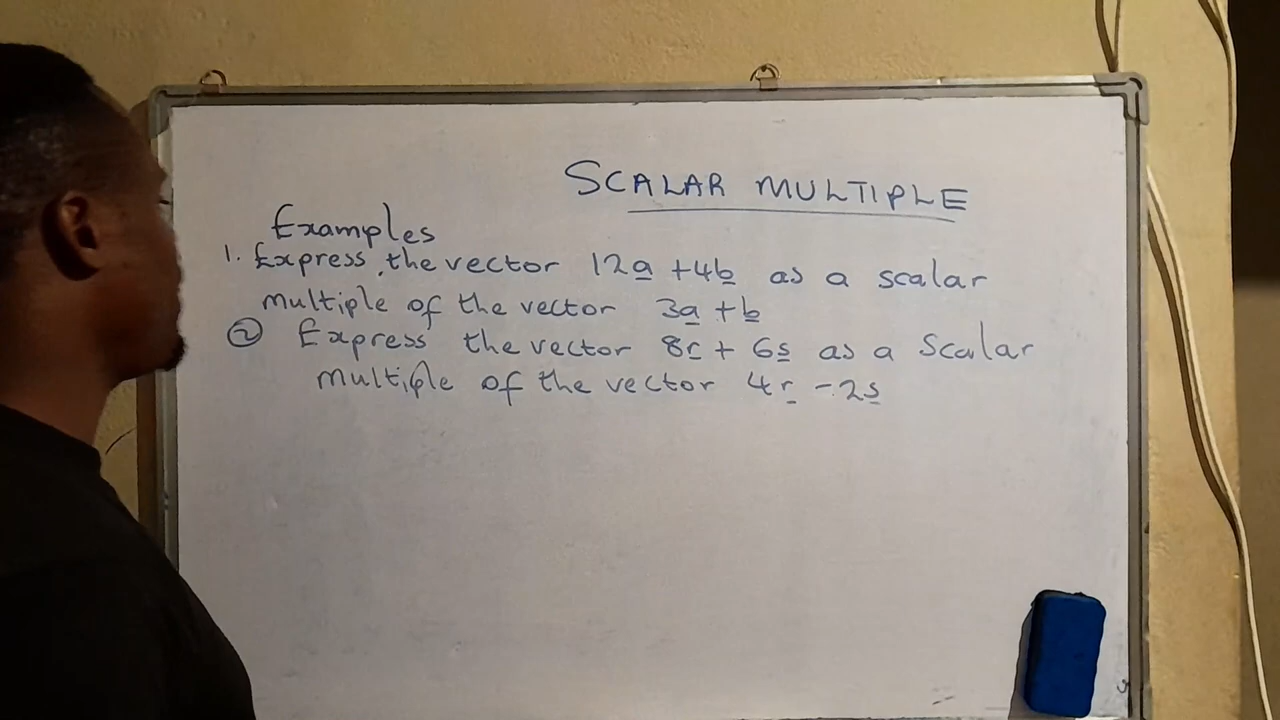 SCALAR MULTIPLE
Examples
1. Express the vector 12a + 4b as a scalar
multiple of the vector 3a + b
② Express the vector 8r + 6s as a Scalar
multiple of the vector 4r - 2s